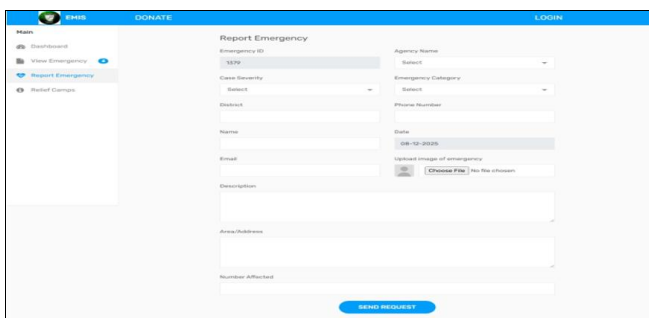 EMIS DONATE LOGIN
Main
Dashboard
View Emergency
Report Emergency
Relief Camps
Report Emergency
Emergency ID Agency Name
1379 Select
Case Severity Emergency Category
Select Select
District Phone Number
Name Date
08-12-2025
Email Upload image of emergency
Choose File No file chosen
Description
Area/Address
Number Affected
SEND REQUEST